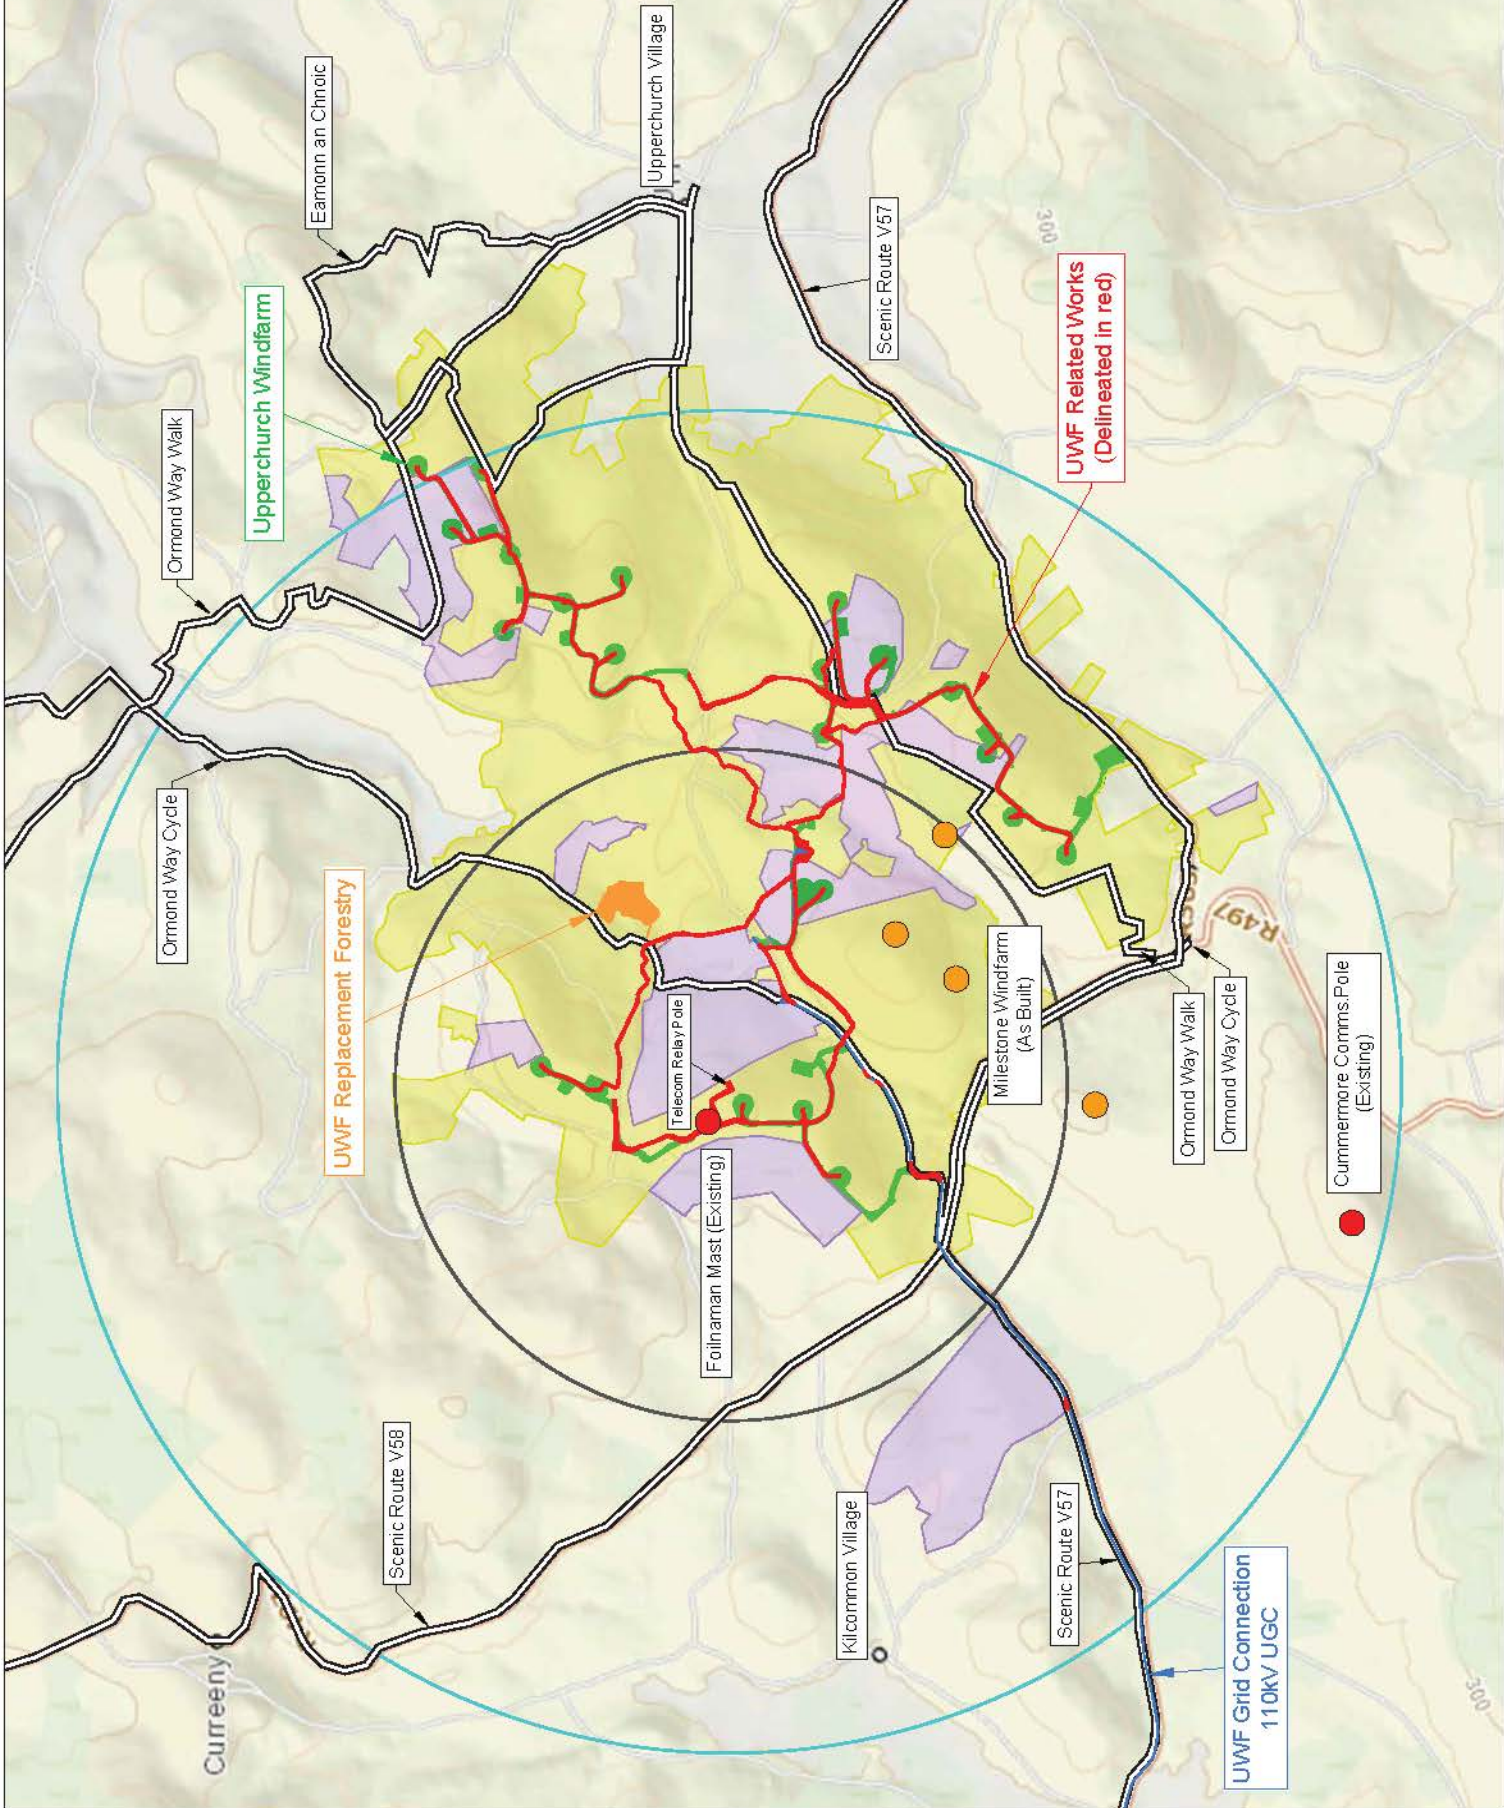 Curreeny
Scenic Route V58
Ormond Way Cycle
Ormond Way Walk
Upperchurch Windfarm
Eamonn an Chnoic
UWF Replacement Forestry
Upperchurch Village
Telecom Relay Pole
Foilnaman Mast (Existing)
Kilcommon Village
Scenic Route V57
Milestone Windfarm
(As Built)
300
UWF Related Works
(Delineated in red)
Scenic Route V57
R497
Ormond Way Walk
Ormond Way Cycle
Cummermore Comms.Pole
(Existing)
UWF Grid Connection
110kV UGC
300